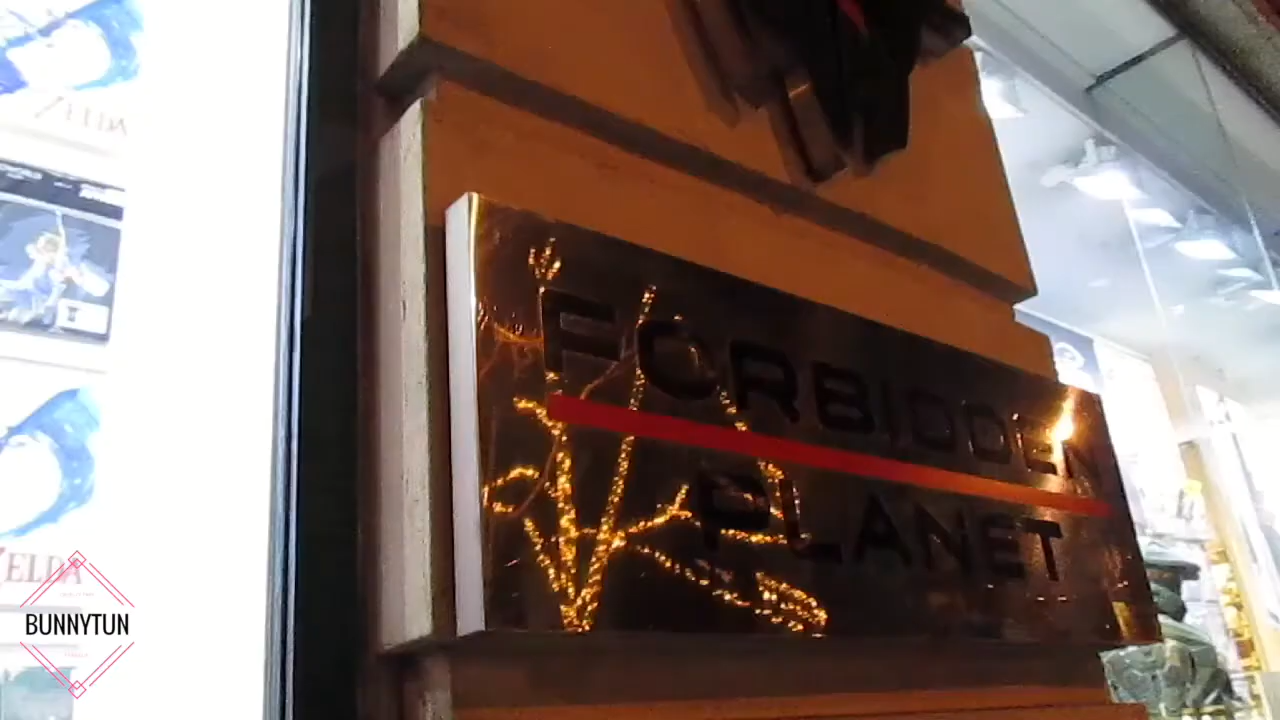 ZELDA
FORBIDDEN
PLANET
ZELDA
BUNNYTUN